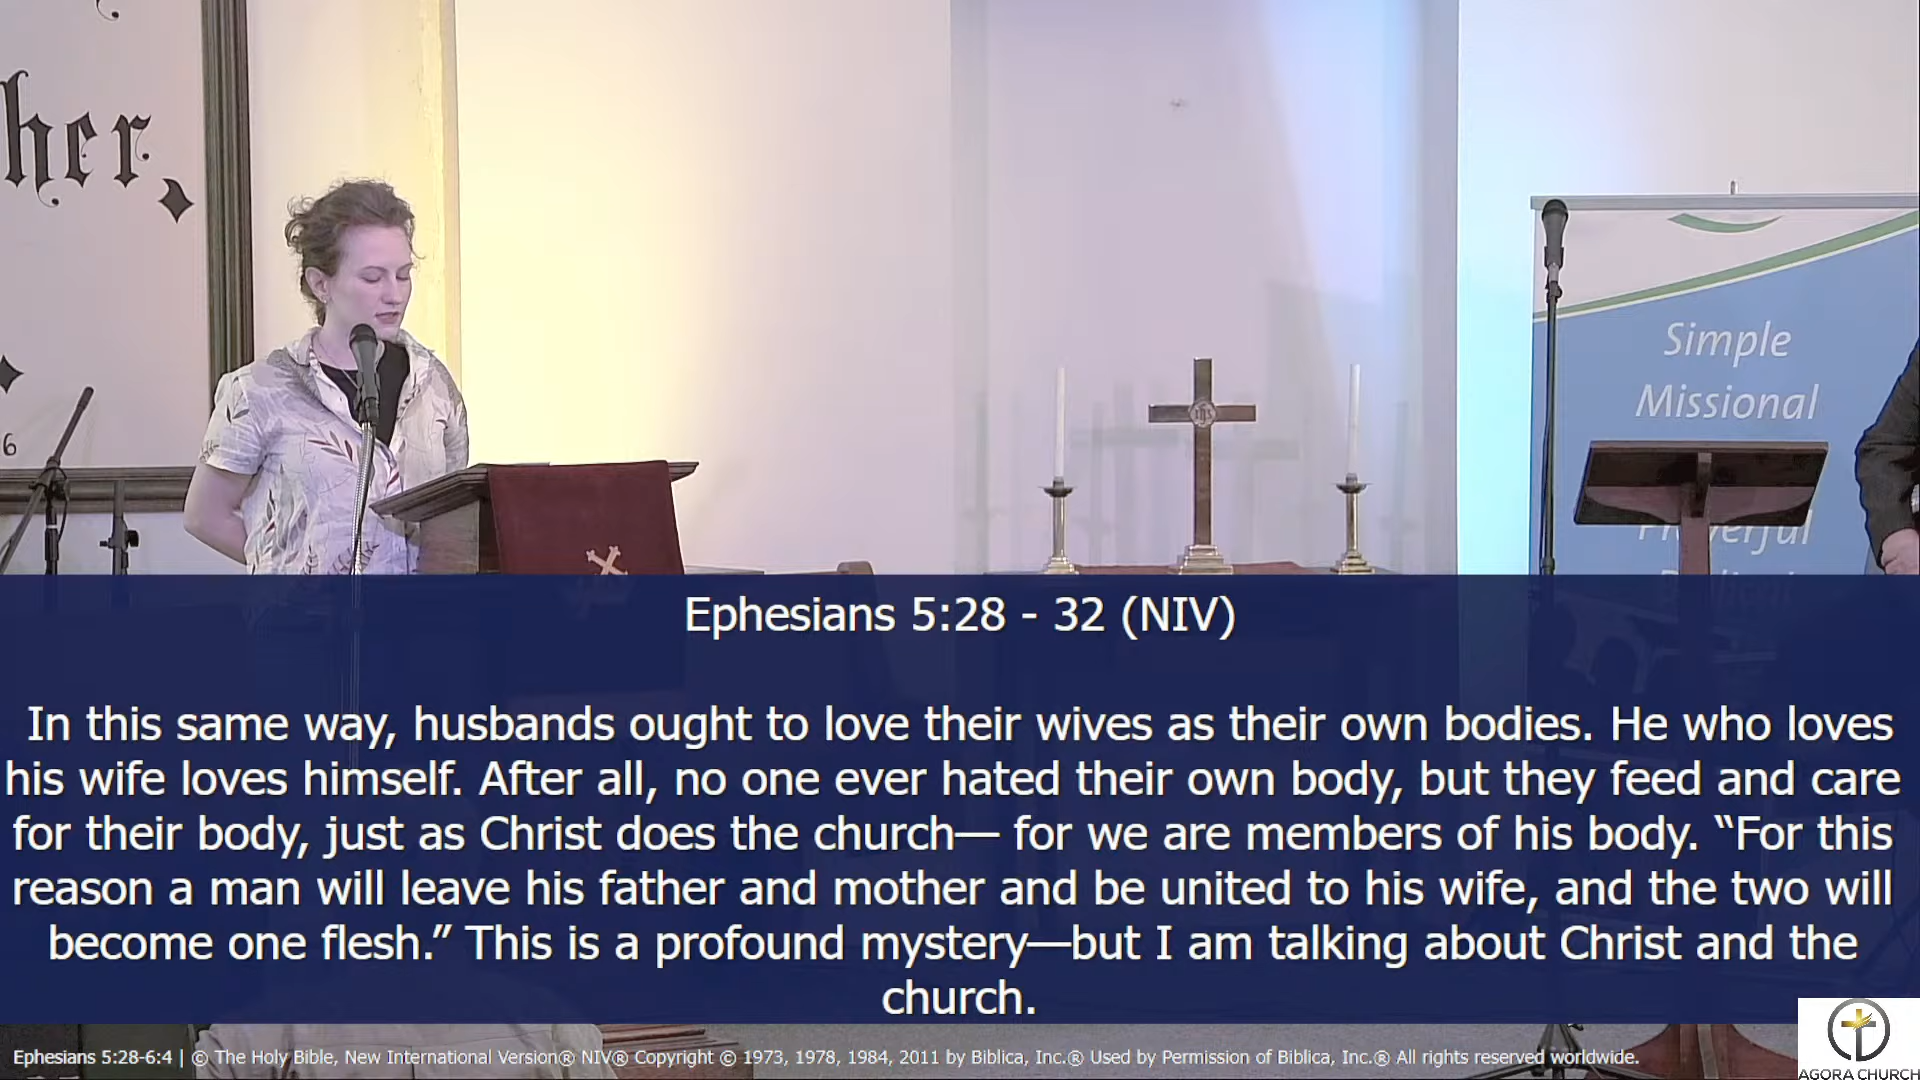 her,
6
Simple
Missional
Prayerful
Biblical
IHS
Ephesians 5:28 - 32 (NIV)
In this same way, husbands ought to love their wives as their own bodies. He who loves
his wife loves himself. After all, no one ever hated their own body, but they feed and care
for their body, just as Christ does the church— for we are members of his body. “For this
reason a man will leave his father and mother and be united to his wife, and the two will
become one flesh.” This is a profound mystery—but I am talking about Christ and the
church.
Ephesians 5:28-6:4 | © The Holy Bible, New International Version® NIV® Copyright © 1973, 1978, 1984, 2011 by Biblica, Inc.® Used by Permission of Biblica, Inc.® All rights reserved worldwide.
AGORA CHURCH